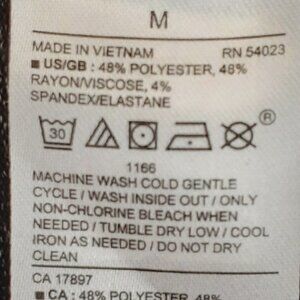 M
MADE IN VIETNAM RN 54023
■ US/GB : 48% POLYESTER, 48%
RAYON/VISCOSE, 4%
SPANDEX/ELASTANE
30
®
1166
MACHINE WASH COLD GENTLE
CYCLE / WASH INSIDE OUT / ONLY
NON-CHLORINE BLEACH WHEN
NEEDED / TUMBLE DRY LOW / COOL
IRON AS NEEDED / DO NOT DRY
CLEAN
CA 17897
■ CA : 48% POLYESTER, 48%